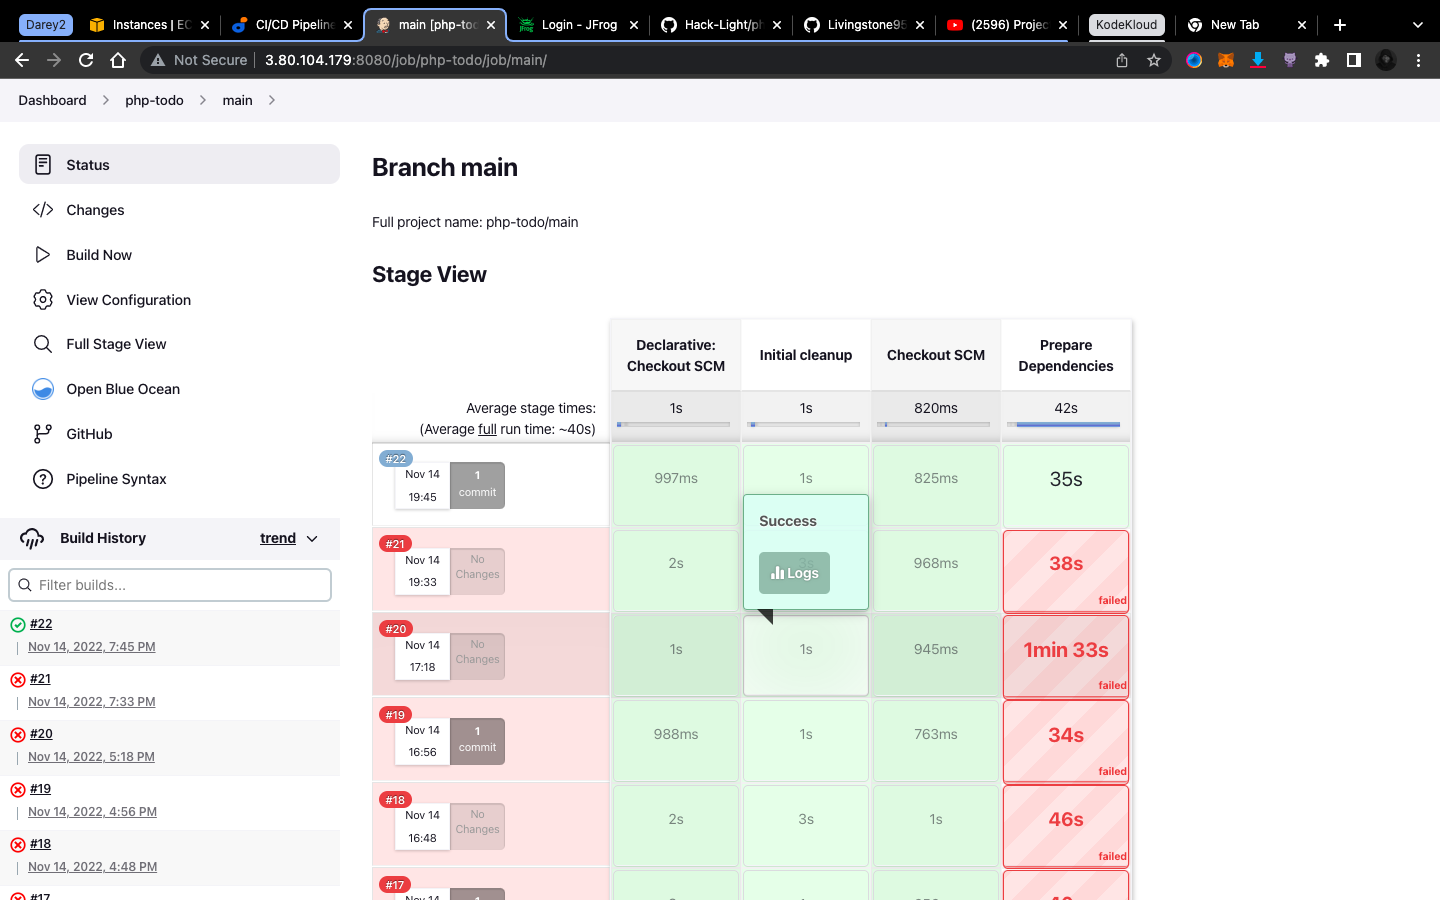 Darey2
Instances | EC
CI/CD Pipeline
main [php-todo
Login - JFrog
Hack-Light/ph
Livingstone95
(2596) Projec
KodeKloud
New Tab
Not Secure
3.80.104.179:8080/job/php-todo/job/main/
Dashboard
php-todo
main
Status
Changes
Build Now
View Configuration
Full Stage View
Open Blue Ocean
GitHub
Pipeline Syntax
Build History
trend
Filter builds...
#22
Nov 14, 2022, 7:45 PM
#21
Nov 14, 2022, 7:33 PM
#20
Nov 14, 2022, 5:18 PM
#19
Nov 14, 2022, 4:56 PM
#18
Nov 14, 2022, 4:48 PM
#17
Branch main
Full project name: php-todo/main
Stage View
Declarative:
Checkout SCM
Initial cleanup
Checkout SCM
Prepare
Dependencies
Average stage times:
(Average full run time: ~40s)
1s
1s
820ms
42s
#22
Nov 14
19:45
1
commit
997ms
1s
825ms
35s
Success
Logs
#21
Nov 14
19:33
No
Changes
2s
3s
968ms
38s
failed
#20
Nov 14
17:18
No
Changes
1s
1s
945ms
1min 33s
failed
#19
Nov 14
16:56
1
commit
988ms
1s
763ms
34s
failed
#18
Nov 14
16:48
No
Changes
2s
3s
1s
46s
failed
#17
Nov 14
1